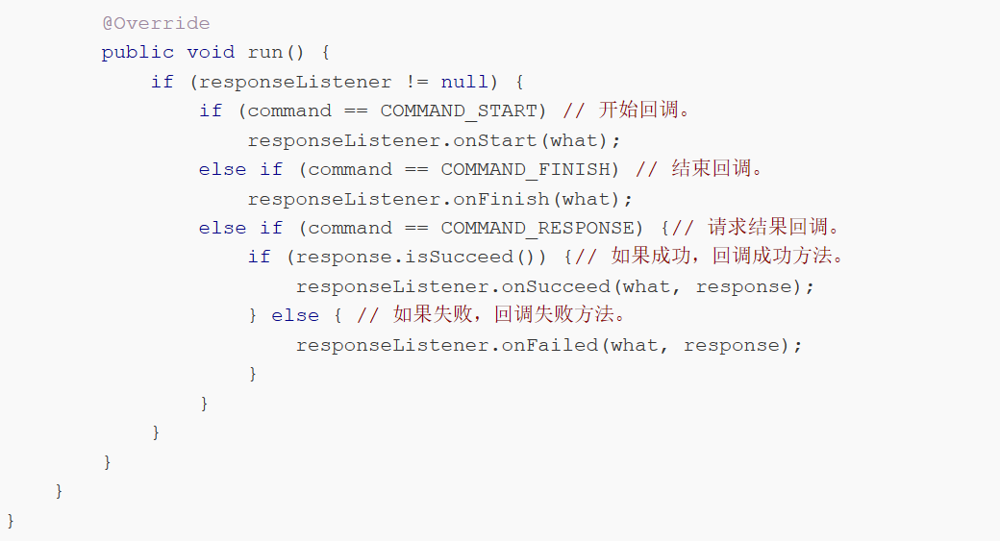 @Override
public void run() {
if (responseListener != null) {
if (command == COMMAND_START) // 开始回调。
responseListener.onStart(what);
else if (command == COMMAND_FINISH) // 结束回调。
responseListener.onFinish(what);
else if (command == COMMAND_RESPONSE) {// 请求结果回调。
if (response.isSucceed()) {// 如果成功，回调成功方法。
responseListener.onSucceed(what, response);
} else { // 如果失败，回调失败方法。
responseListener.onFailed(what, response);
}
}
}
}
}
}